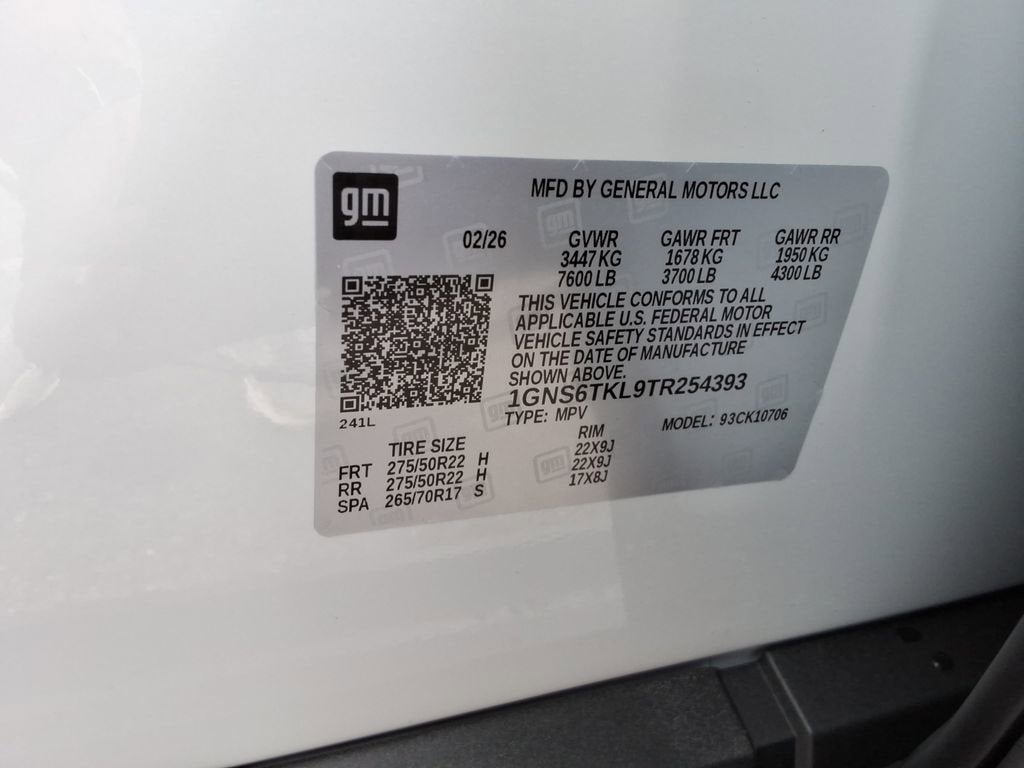 gm
MFD BY GENERAL MOTORS LLC
02/26 GVWR GAWR FRT GAWR RR
3447 KG 1678 KG 1950 KG
7600 LB 3700 LB 4300 LB
THIS VEHICLE CONFORMS TO ALL
APPLICABLE U.S. FEDERAL MOTOR
VEHICLE SAFETY STANDARDS IN EFFECT
ON THE DATE OF MANUFACTURE
SHOWN ABOVE.
1GNS6TKL9TR254393
TYPE: MPV MODEL: 93CK10706
241L
TIRE SIZE RIM
FRT 275/50R22 H 22X9J
RR 275/50R22 H 22X9J
SPA 265/70R17 S 17X8J